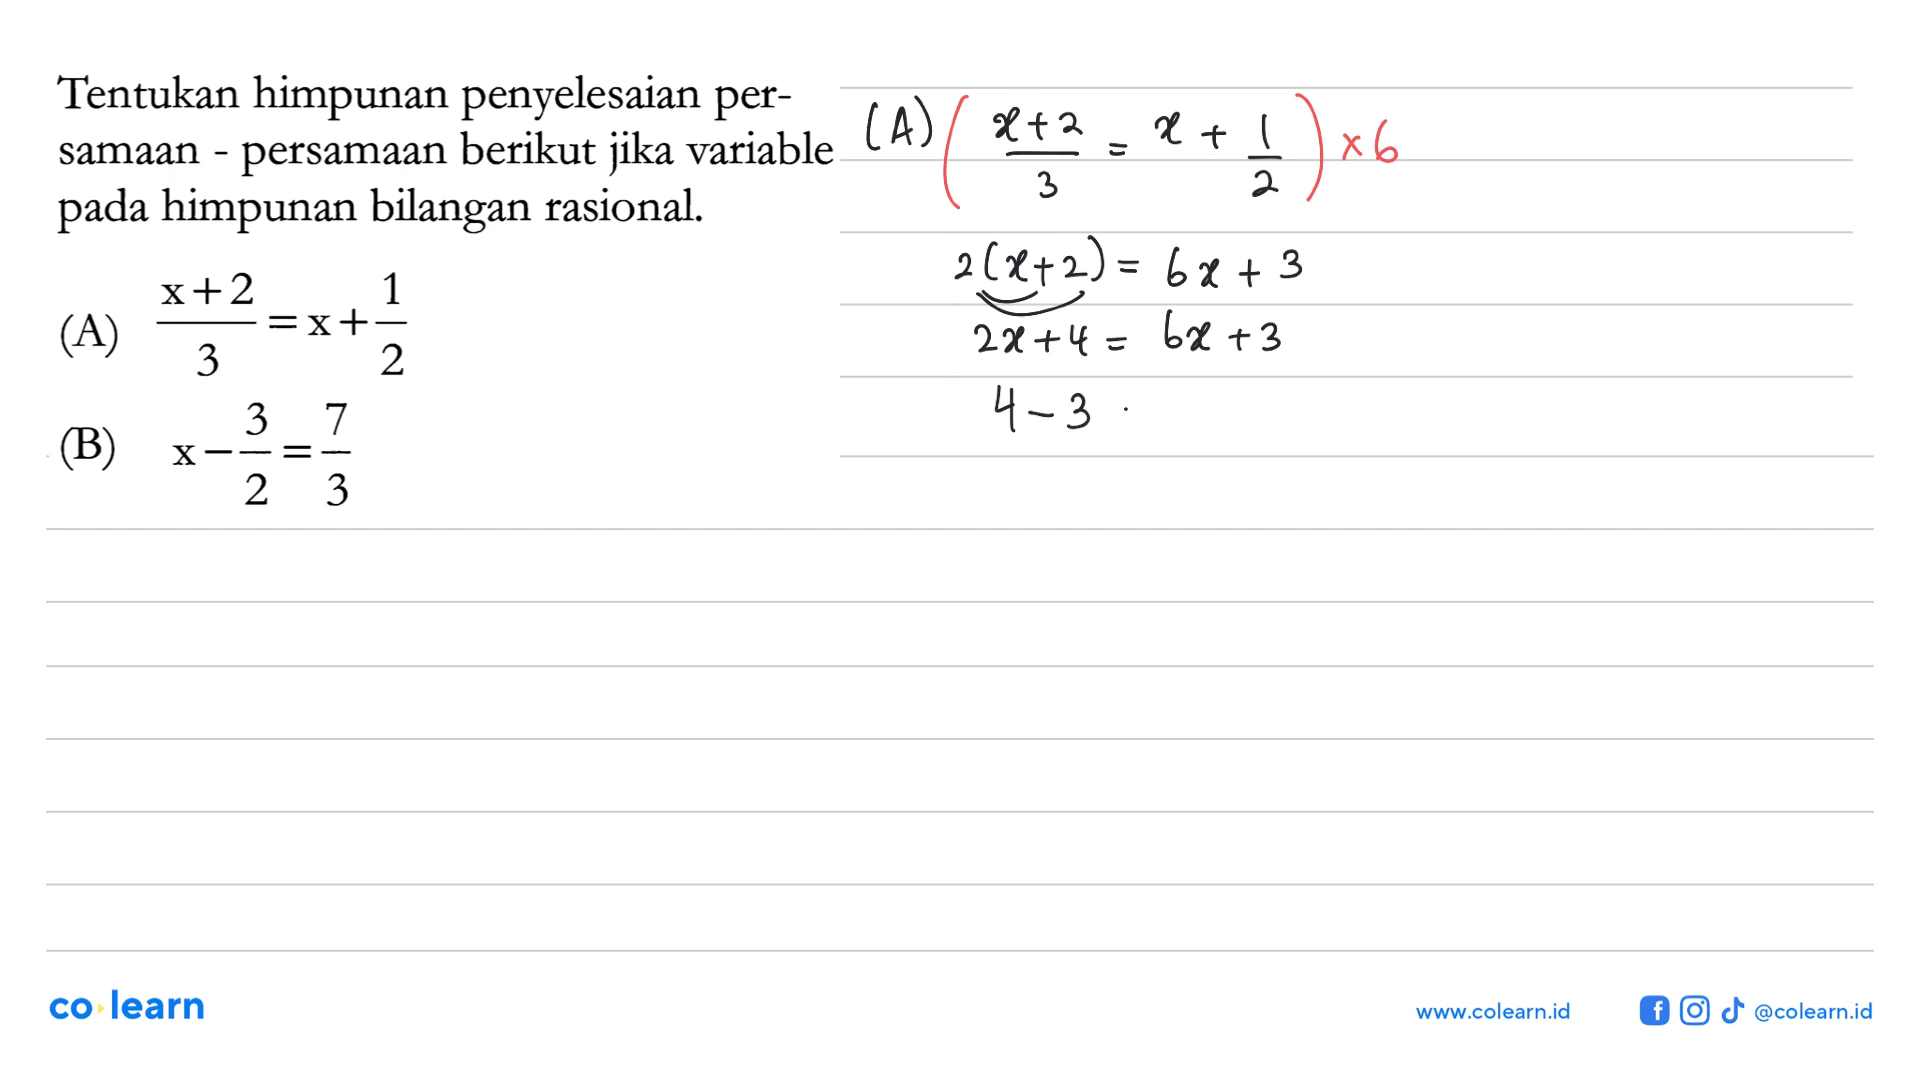 Tentukan himpunan penyelesaian per-
samaan - persamaan berikut jika variable
pada himpunan bilangan rasional.
(A) (x+2)/3 = x + 1/2
(B) x - 3/2 = 7/3
(A) ( (x+2)/3 = x + 1/2 ) × 6
2(x+2) = 6x + 3
2x+4 = 6x +3
4 - 3
co learn
www.colearn.id
@colearn.id